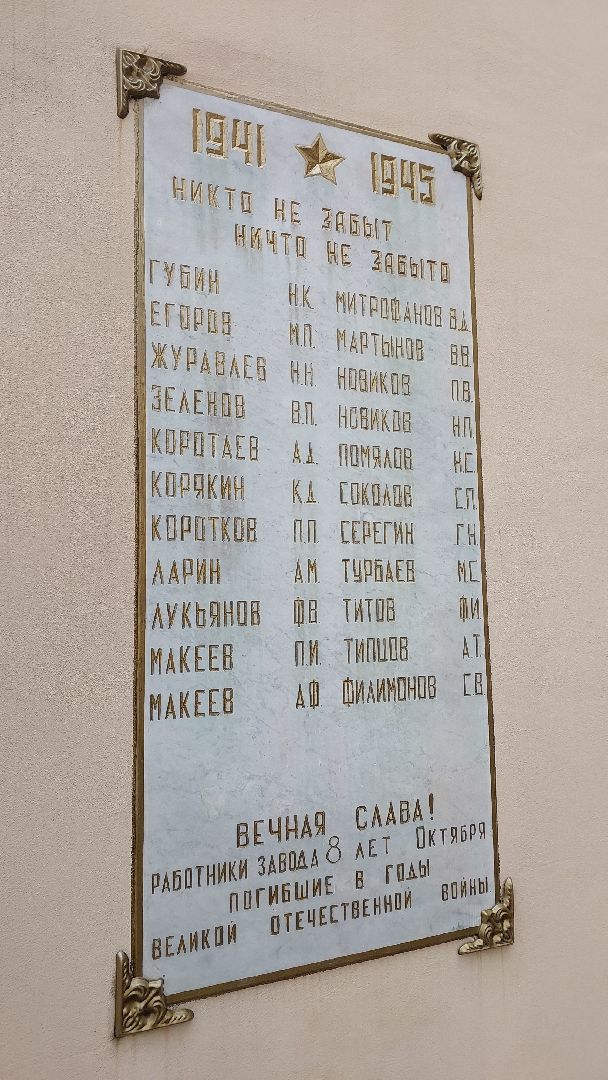 1941 1945
НИКТО НЕ ЗАБЫТ
НИЧТО НЕ ЗАБЫТО
ГУБИН Н.К. МИТРОФАНОВ В.Д.
ЕГОРОВ М.П. МАРТЫНОВ В.В.
ЖУРАВЛЕВ Н.Н. НОВИКОВ П.В.
ЗЕЛЕНОВ В.П. НОВИКОВ Н.П.
КОРОТАЕВ А.Д. ПОМЯЛОВ Н.С.
КОРЯКИН К.Д. СОКОЛОВ С.П.
КОРОТКОВ П.П. СЕРЕГИН Г.Н.
ЛАРИН А.М. ТУРБАЕВ М.С.
ЛУКЬЯНОВ Ф.В. ТИТОВ Ф.И.
МАКЕЕВ П.И. ТИПЦОВ А.Т.
МАКЕЕВ А.Ф. ФИЛИМОНОВ С.В.
ВЕЧНАЯ СЛАВА!
РАБОТНИКИ ЗАВОДА 8 ЛЕТ ОКТЯБРЯ
ПОГИБШИЕ В ГОДЫ
ВЕЛИКОЙ ОТЕЧЕСТВЕННОЙ ВОЙНЫ